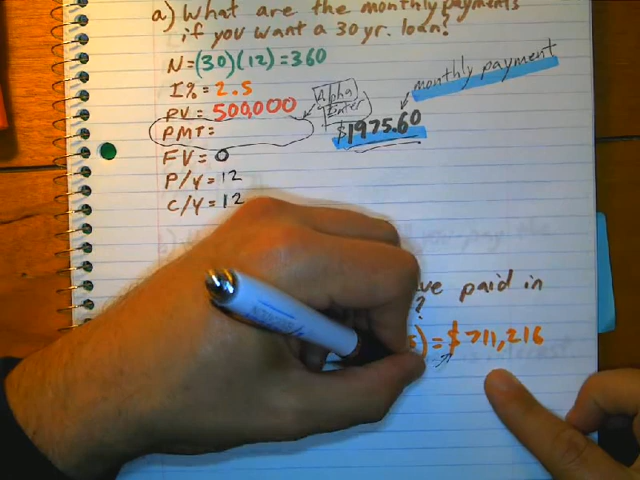 a) What are the monthly payments
if you want a 30 yr. loan?
N=(30)(12)=360
I%=2.5
PV=500,000
PMT=
Alpha
Enter
$1975.60
monthly payment
FV=0
P/Y=12
C/Y=12
paid in
?
)=$711,216